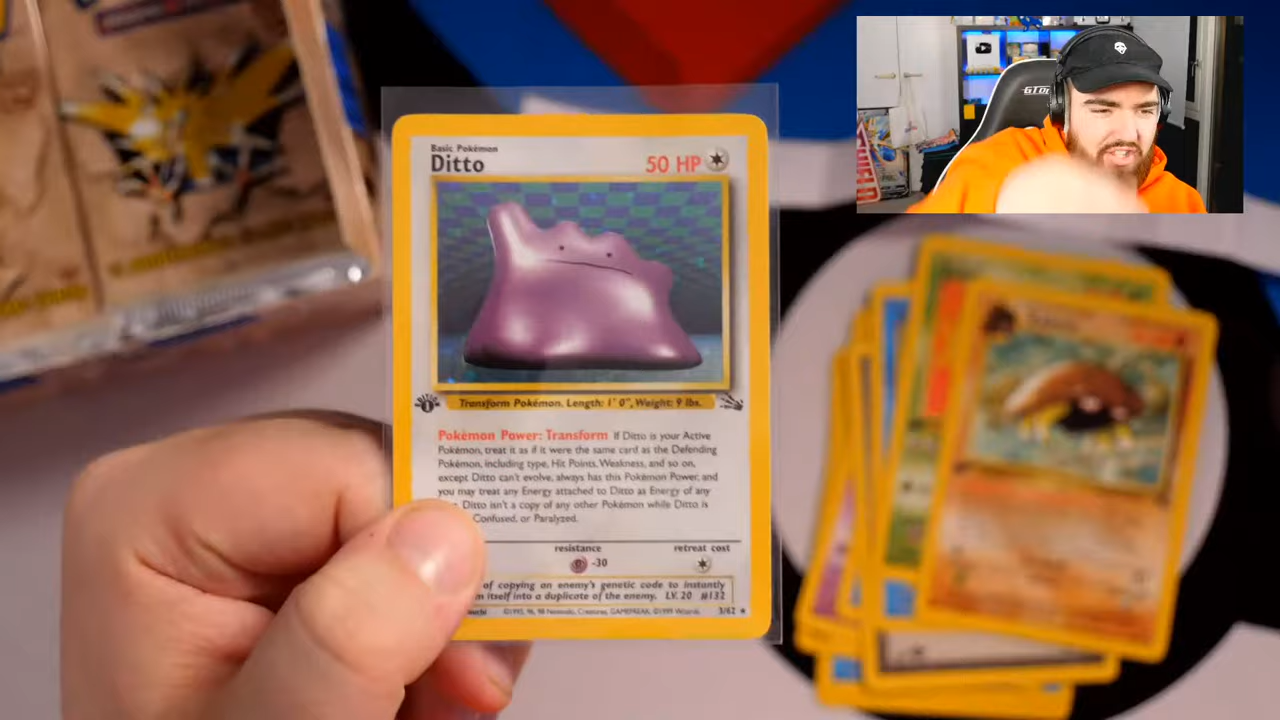 Basic Pokémon
Ditto
50 HP
GTO
Transform Pokémon. Length: 1' 0", Weight: 9 lbs.
Pokémon Power: Transform If Ditto is your Active
Pokémon, treat it as if it were the same card as the Defending
Pokémon, including type, Hit Points, Weakness, and so on,
except Ditto can't evolve, always has this Pokémon Power, and
you may treat any Energy attached to Ditto as Energy of any
Ditto isn't a copy of any other Pokémon while Ditto is
Confused, or Paralyzed.
resistance
retreat cost
-30
of copying an enemy's genetic code to instantly
itself into a duplicate of the enemy. LV. 20 #132
©1995, 96, 98 Nintendo, Creatures, GAMEFREAK. ©1999 Wizards. 3/62 ★